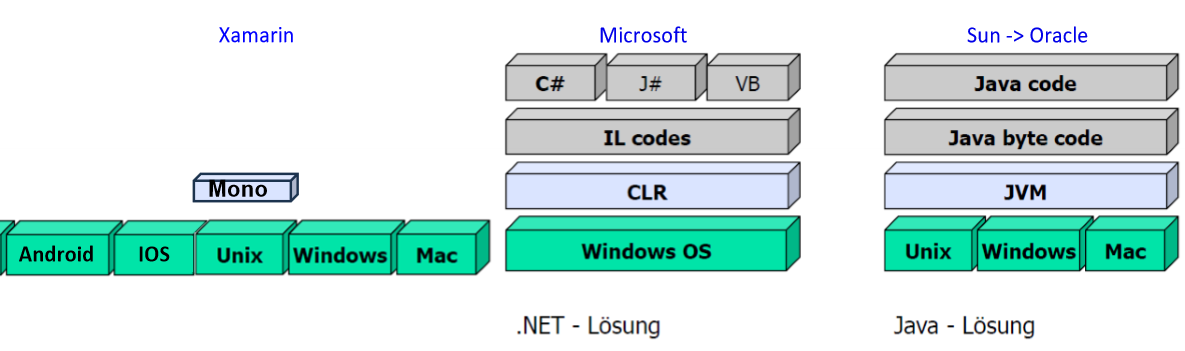 Xamarin Microsoft Sun -> Oracle
C# J# VB Java code
IL codes Java byte code
Mono CLR JVM
Android IOS Unix Windows Mac Windows OS Unix Windows Mac
.NET - Lösung Java - Lösung